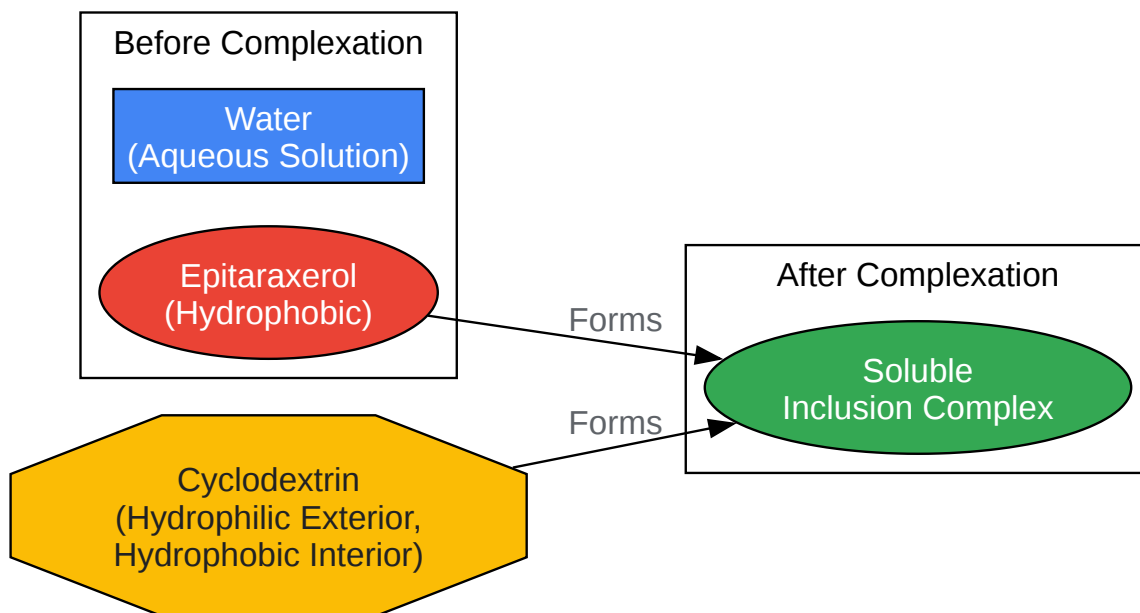 Before Complexation
Water
(Aqueous Solution)
Epitaraxerol
(Hydrophobic)
Forms
After Complexation
Soluble
Inclusion Complex
Forms
Cyclodextrin
(Hydrophilic Exterior,
Hydrophobic Interior)